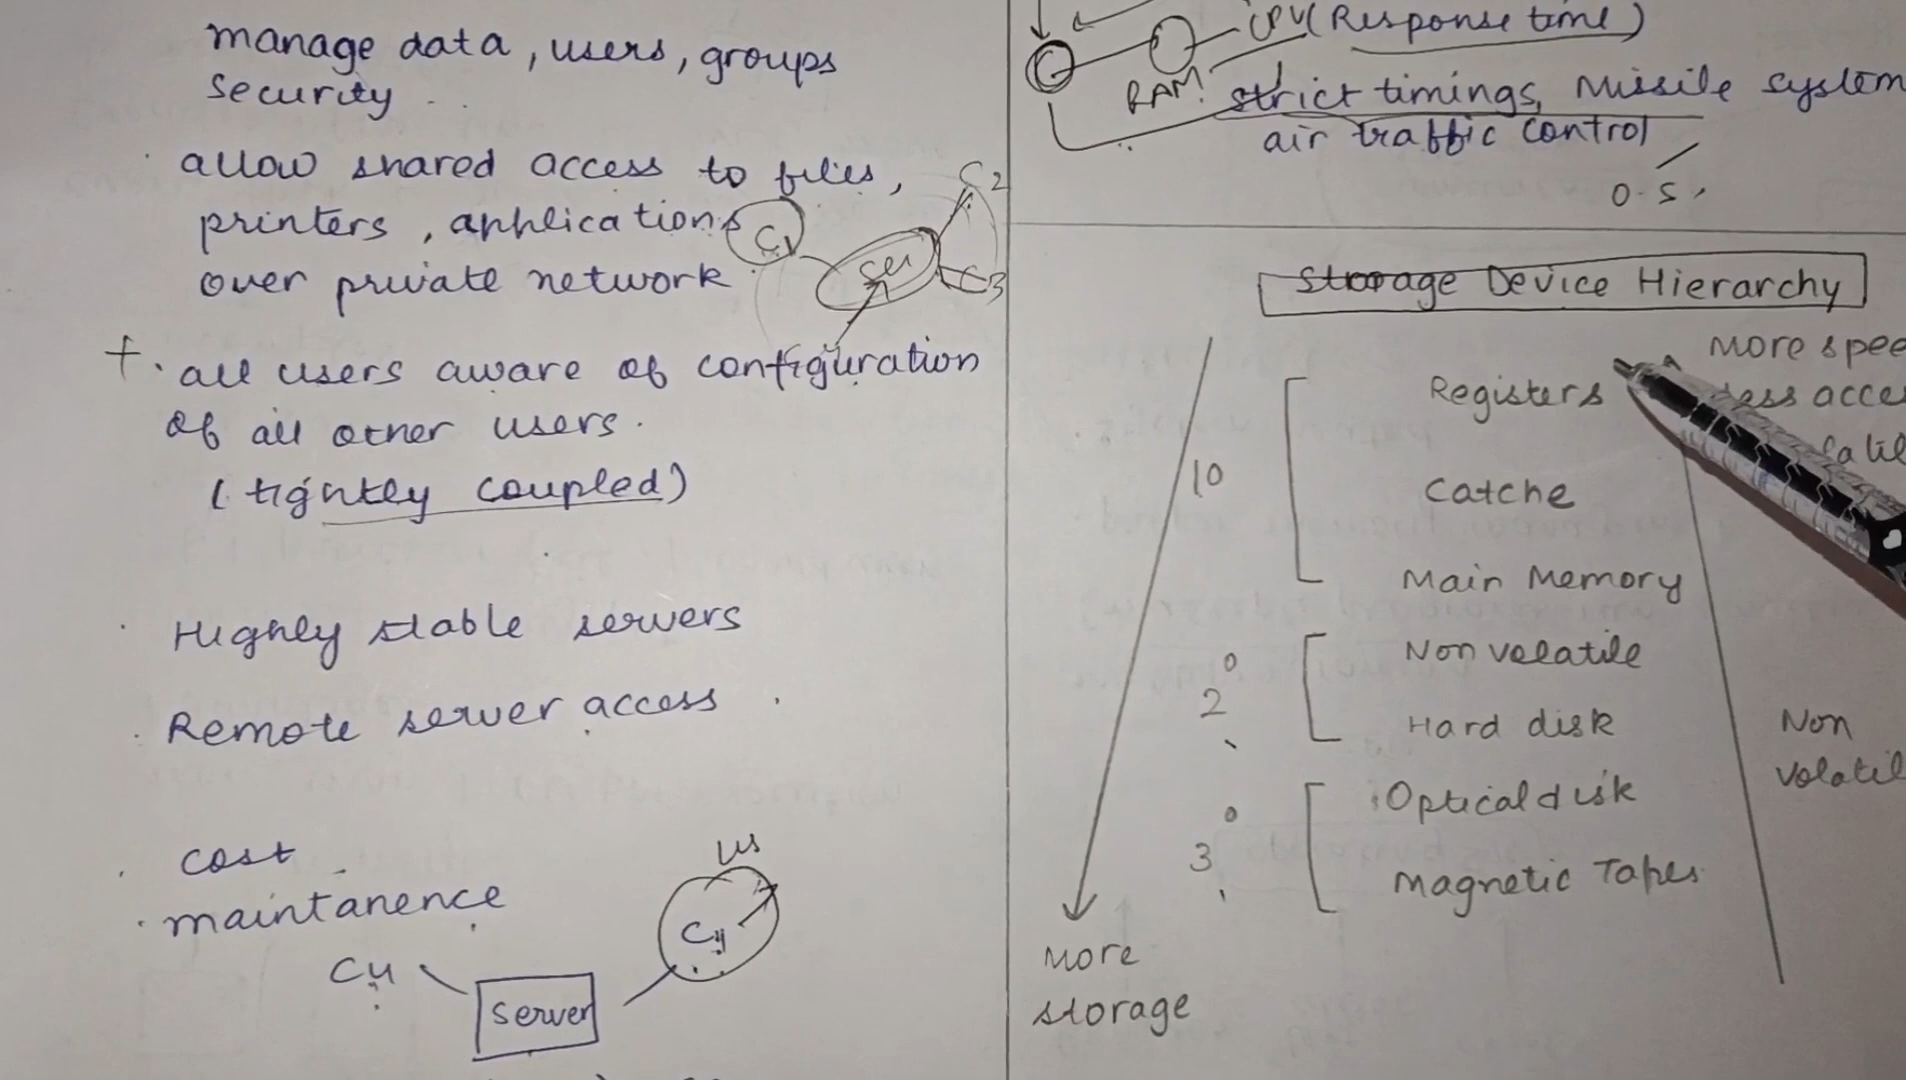 manage data, users, groups
security
allow shared access to files,
printers, applications
over private network
C1
Ser
C2
C3
all users aware of configuration
of all other users.
(tightly coupled)
Highly stable servers
Remote server access
cost
maintanence
C4
Server
C4
CPU (Response time)
RAM
strict timings, Missile system
air traffic control
O.S,
Storage Device Hierarchy
More spee
Registers
less acce
Catche
Main Memory
Non volatile
2
Hard disk
Non
volatil
Optical disk
3
Magnetic Tapes
More
storage